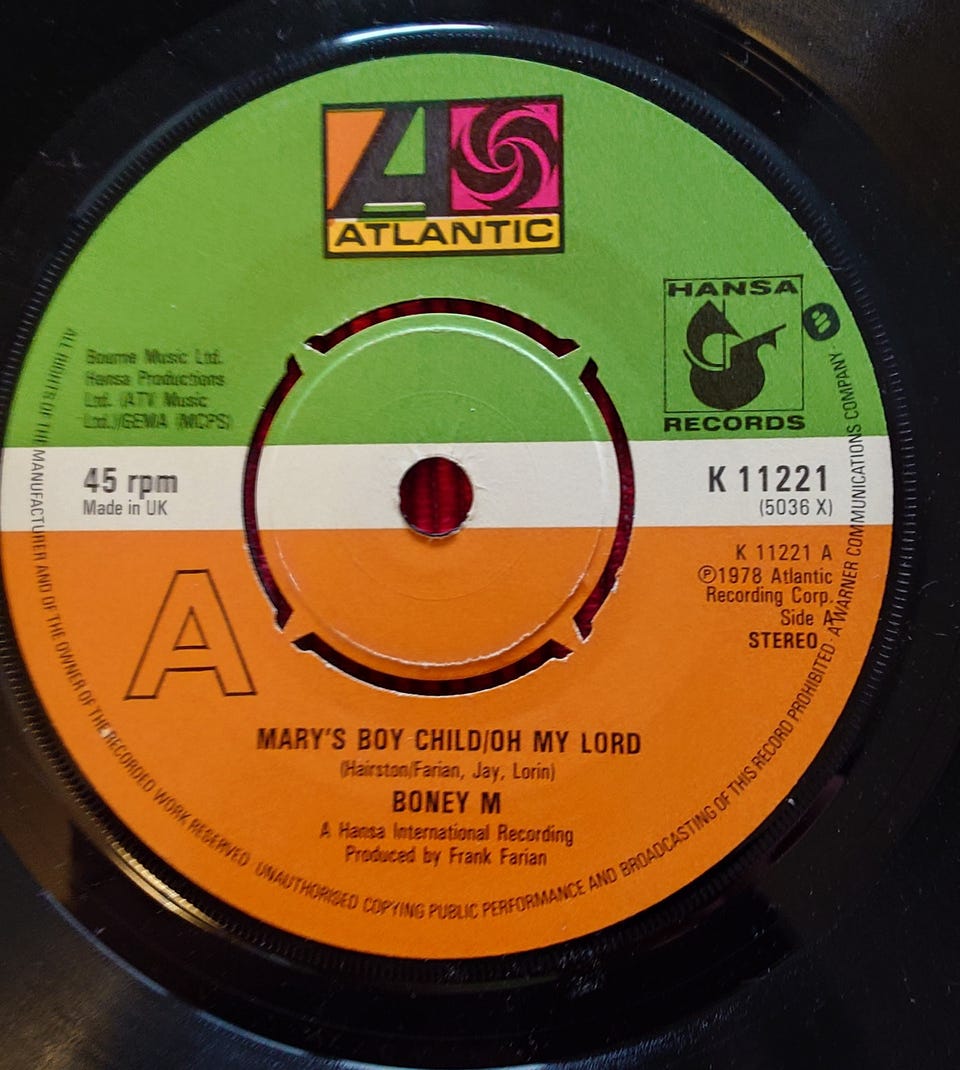 ATLANTIC
HANSA
RECORDS
Bourne Music Ltd.
Hansa Productions
Ltd. (ATV Music
Ltd.)/GEMA (MCPS)
45 rpm
Made in UK
K 11221
(5036 X)
K 11221 A
℗1978 Atlantic
Recording Corp.
Side A
STEREO
A
MARY'S BOY CHILD/OH MY LORD
(Hairston/Farian, Jay, Lorin)
BONEY M
A Hansa International Recording
Produced by Frank Farian
ALL RIGHTS OF THE MANUFACTURER AND OF THE OWNER OF THE RECORDED WORK RESERVED UNAUTHORISED COPYING PUBLIC PERFORMANCE AND BROADCASTING OF THIS RECORD PROHIBITED · A WARNER COMMUNICATIONS COMPANY ·